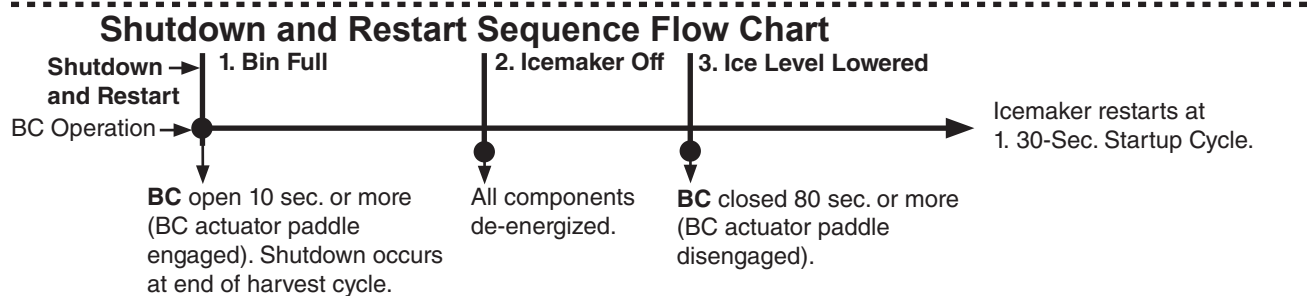 Shutdown and Restart Sequence Flow Chart
Shutdown
and Restart
1. Bin Full
2. Icemaker Off
3. Ice Level Lowered
BC Operation
Icemaker restarts at
1. 30-Sec. Startup Cycle.
BC open 10 sec. or more
(BC actuator paddle
engaged). Shutdown occurs
at end of harvest cycle.
All components
de-energized.
BC closed 80 sec. or more
(BC actuator paddle
disengaged).